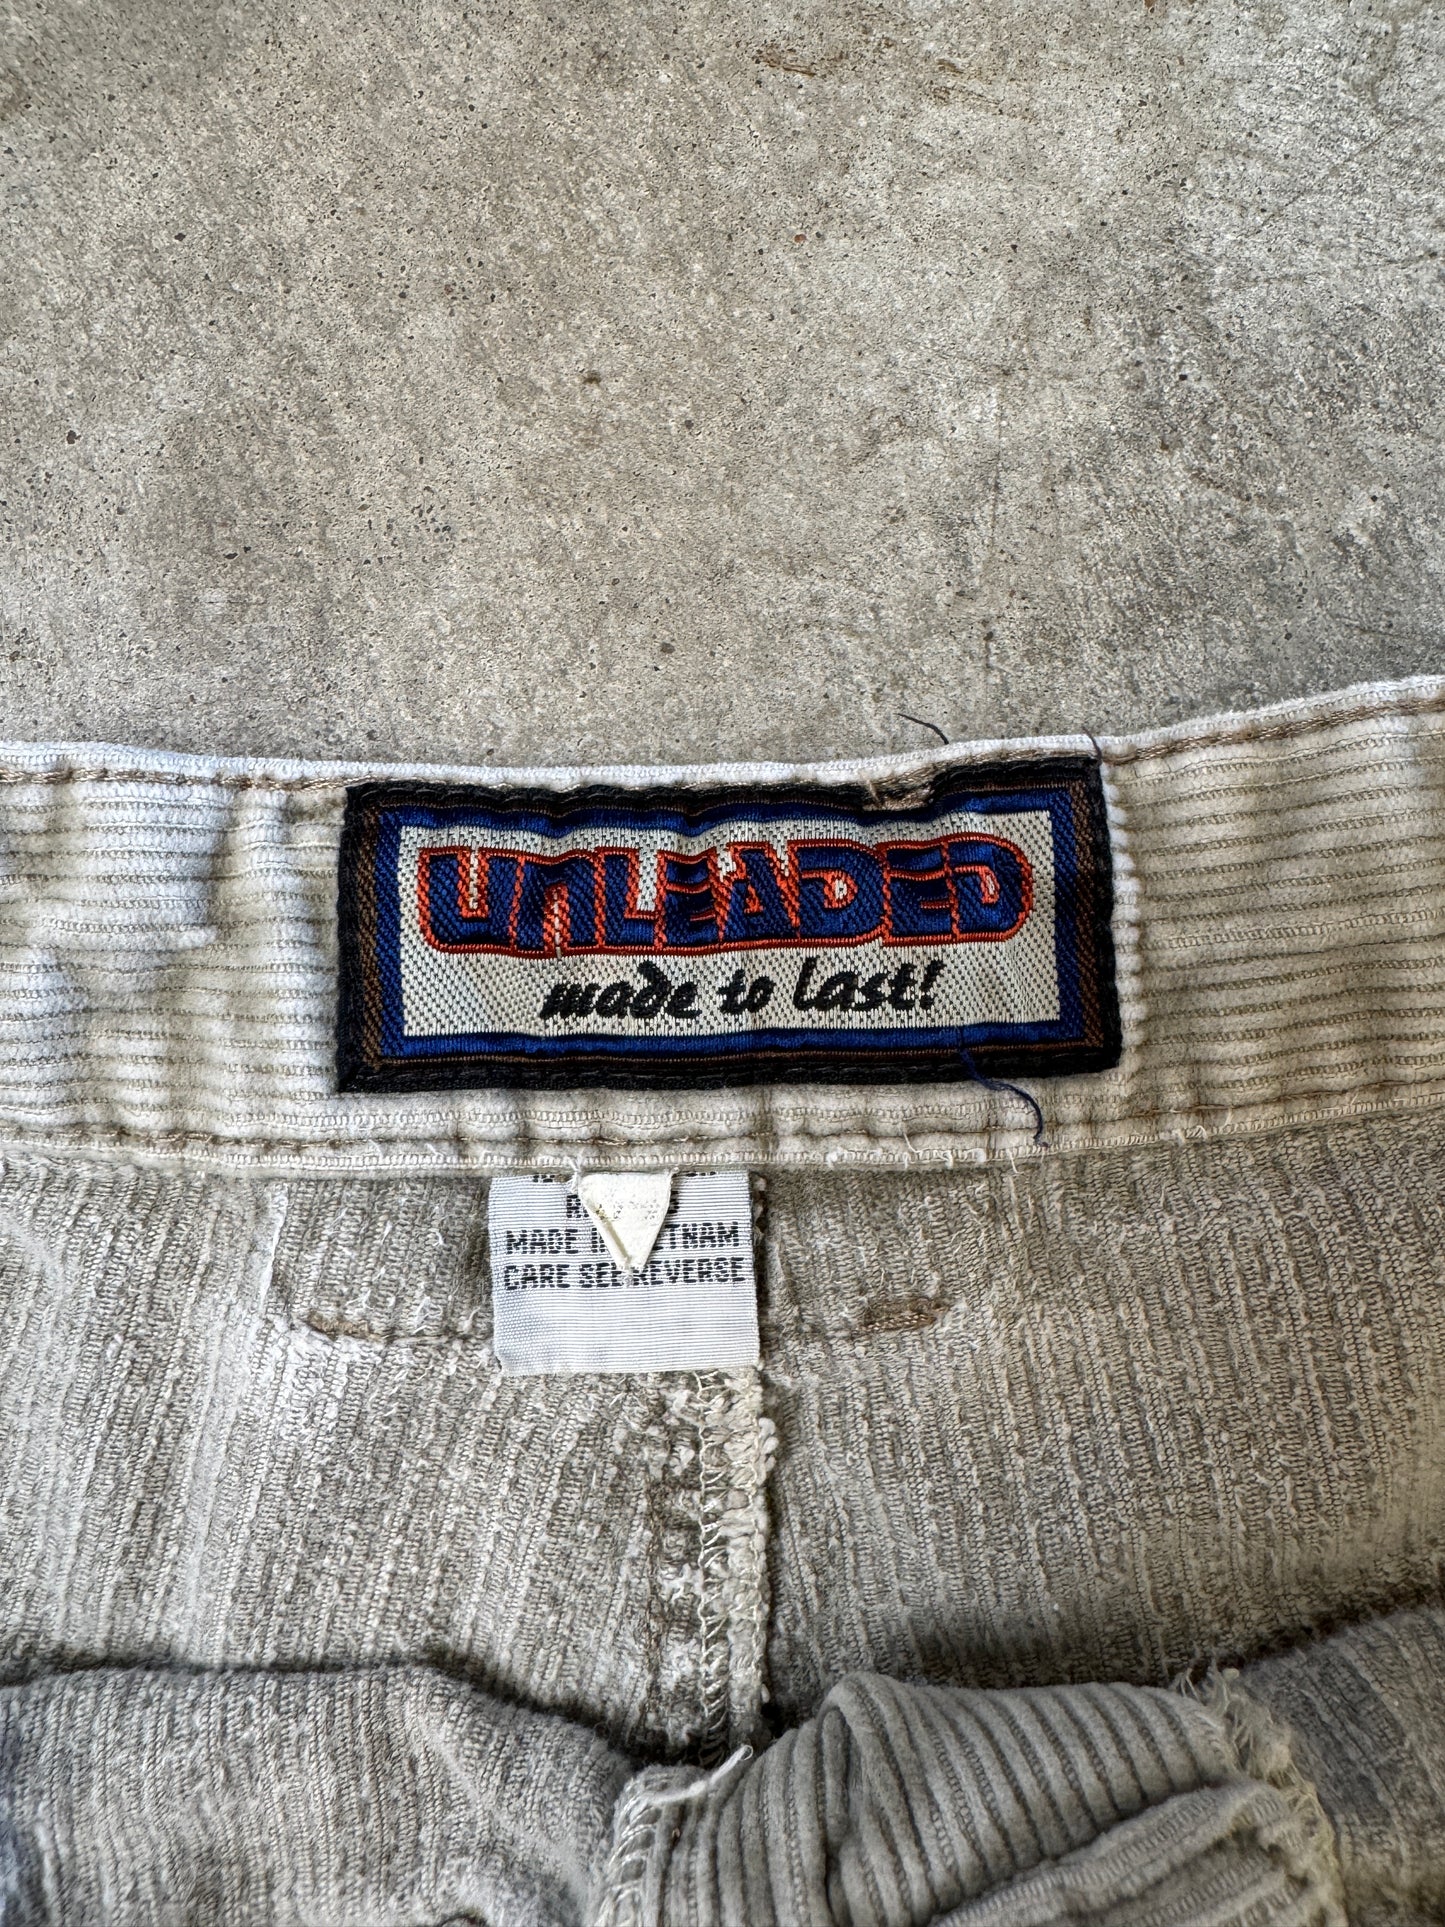 UNLEADED
made to last!
MADE IN VIETNAM
CARE SEE REVERSE